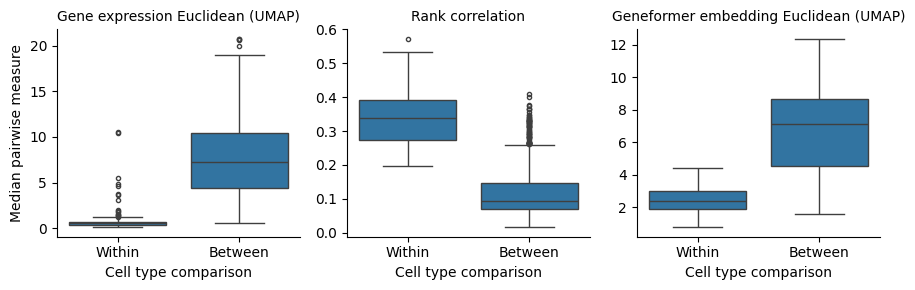 Gene expression Euclidean (UMAP)
Median pairwise measure
20
15
10
5
0
Within
Between
Cell type comparison
Rank correlation
0.6
0.5
0.4
0.3
0.2
0.1
0.0
Within
Between
Cell type comparison
Geneformer embedding Euclidean (UMAP)
12
10
8
6
4
2
Within
Between
Cell type comparison